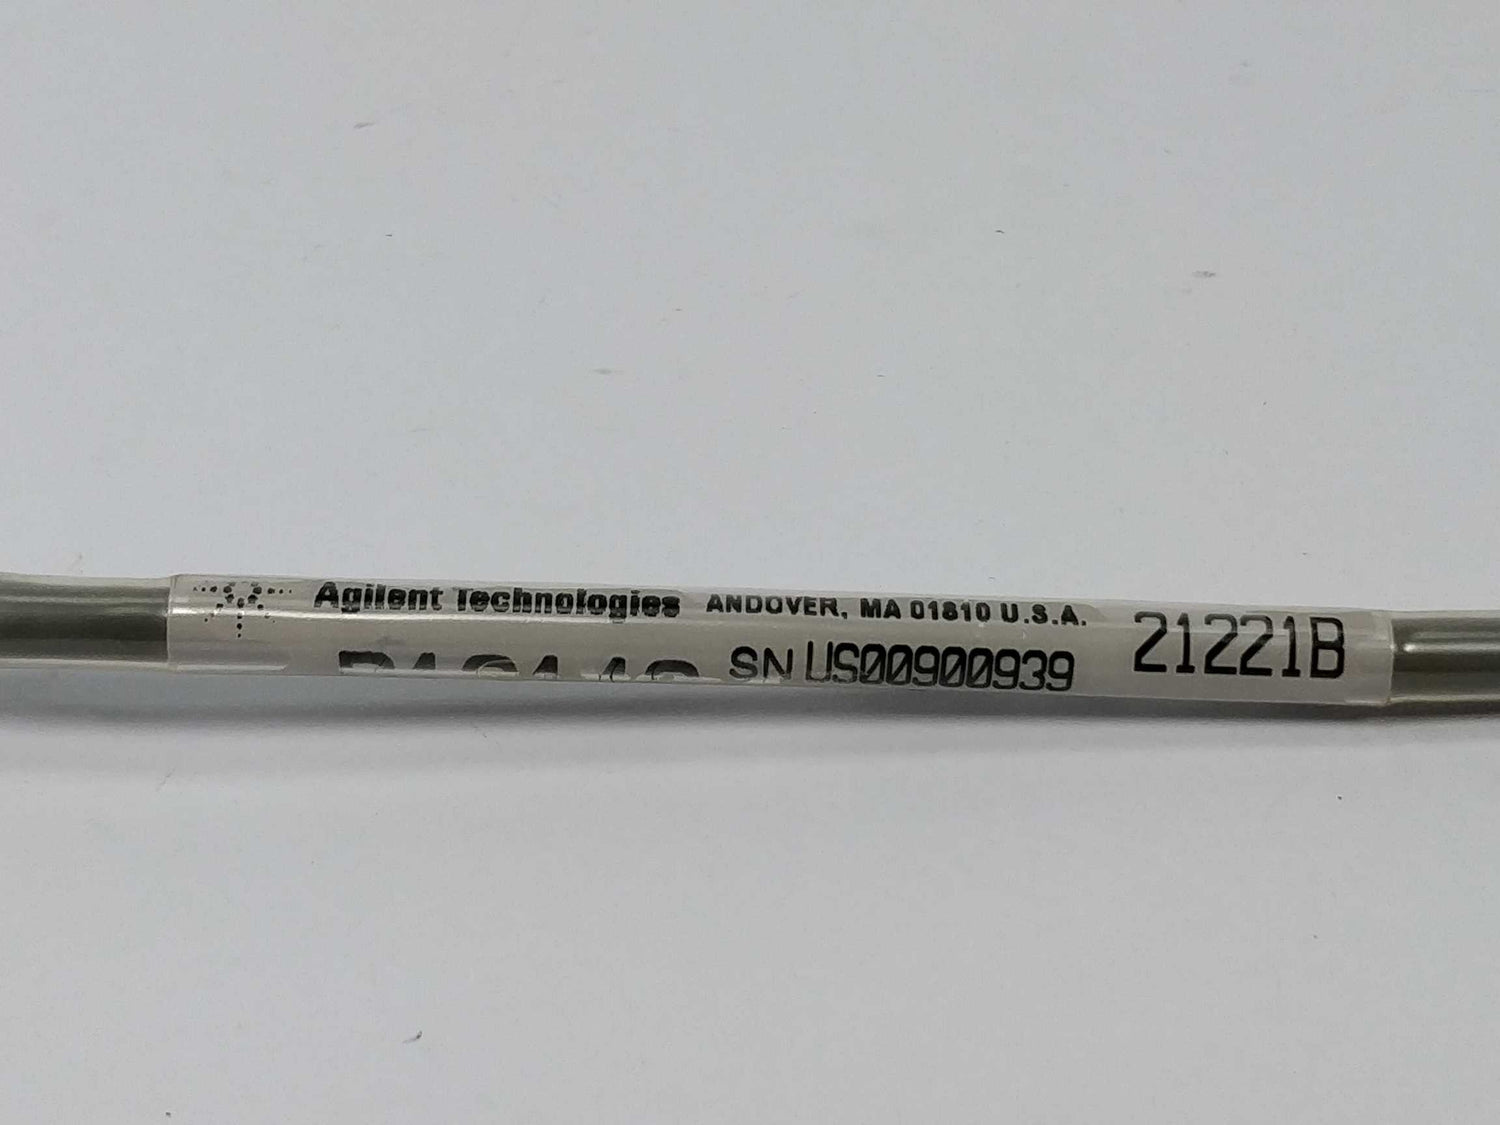 Agilent Technologies ANDOVER, MA 01810 U.S.A.
SN US00900939 21221B